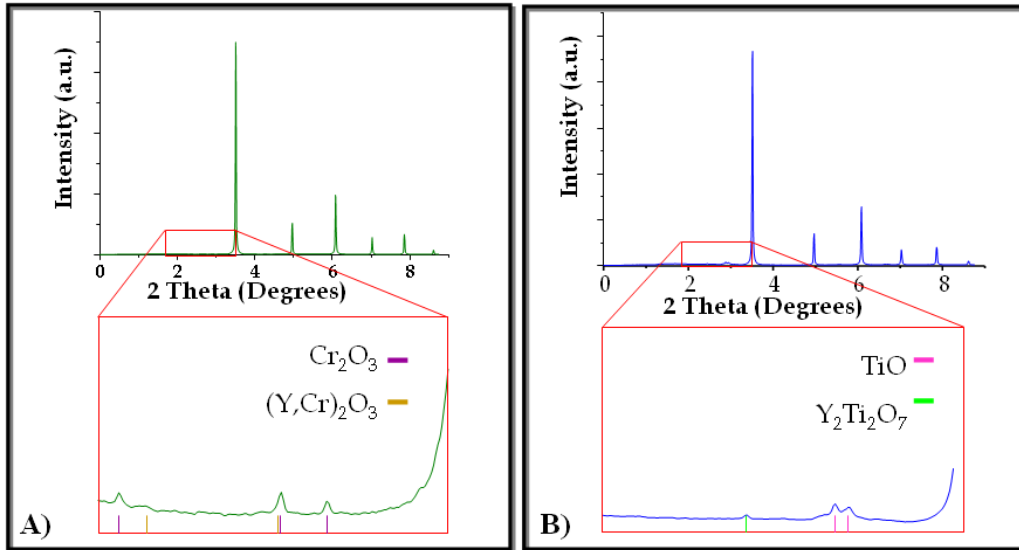 Intensity (a.u.)
0 2 4 6 8
2 Theta (Degrees)
Cr₂O₃
(Y,Cr)₂O₃
A)
Intensity (a.u.)
0 2 4 6 8
2 Theta (Degrees)
TiO
Y₂Ti₂O₇
B)